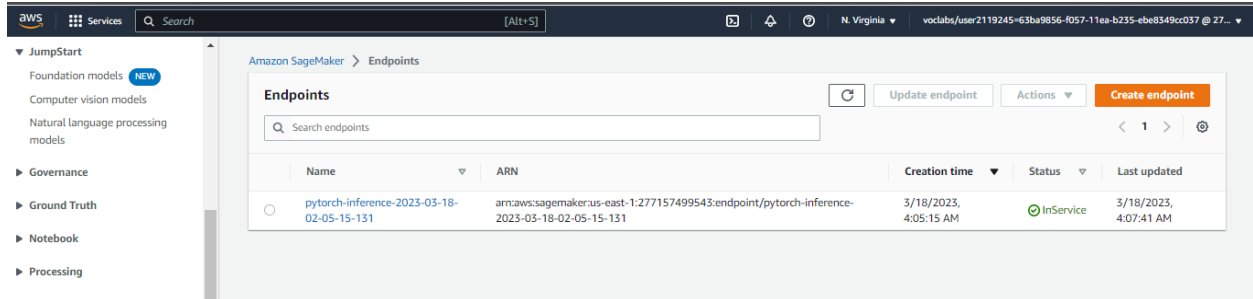 aws Services Search [Alt+S] N. Virginia voclabs/user2119245=63ba9856-f057-11ea-b235-ebe8349cc037 @ 27...
JumpStart
Foundation models NEW
Computer vision models
Natural language processing
models
Governance
Ground Truth
Notebook
Processing
Amazon SageMaker > Endpoints
Endpoints Update endpoint Actions Create endpoint
Search endpoints 1
Name ARN Creation time Status Last updated
pytorch-inference-2023-03-18-
02-05-15-131
arn:aws:sagemaker:us-east-1:277157499543:endpoint/pytorch-inference-
2023-03-18-02-05-15-131
3/18/2023,
4:05:15 AM
InService
3/18/2023,
4:07:41 AM